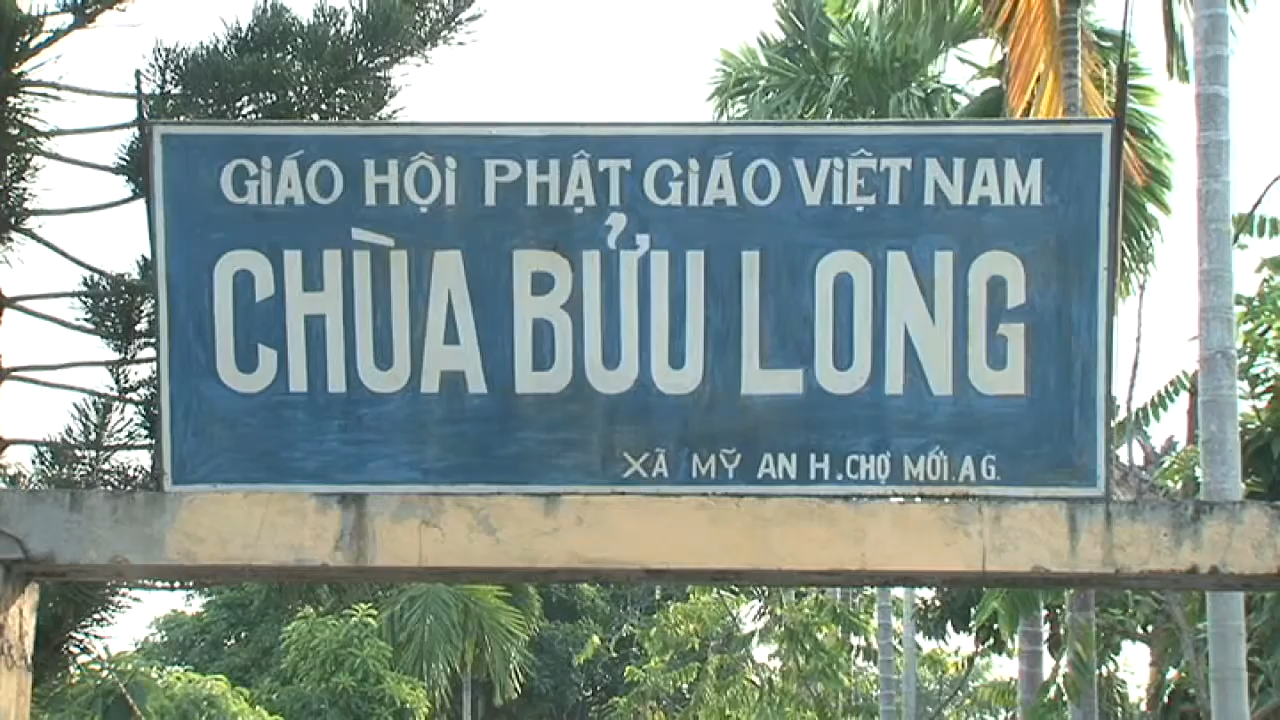 GIÁO HỘI PHẬT GIÁO VIỆT NAM
CHÙA BỬU LONG
XÃ MỸ AN H. CHỢ MỚI. A G.